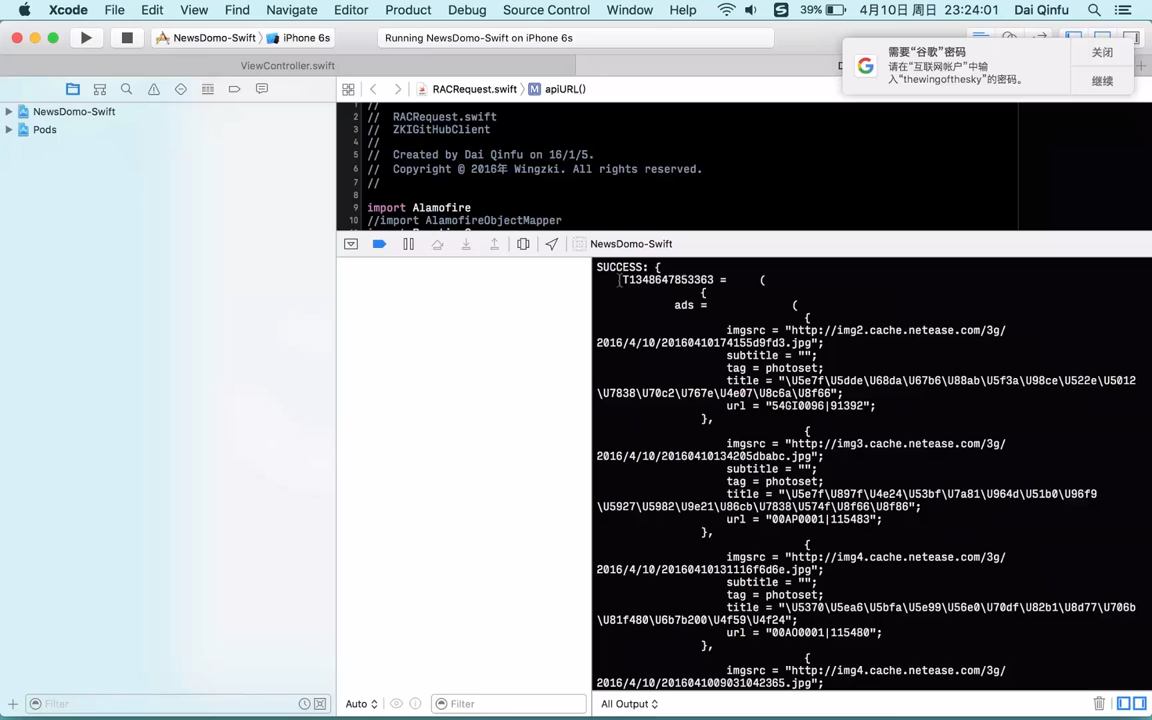 Xcode File Edit View Find Navigate Editor Product Debug Source Control Window Help 39% 4月10日 周日 23:24:01 Dai Qinfu
NewsDomo-Swift iPhone 6s Running NewsDomo-Swift on iPhone 6s
需要“谷歌”密码
请在“互联网帐户”中输
入“thewingofthesky”的密码。
关闭
继续
ViewController.swift
RACRequest.swift M apiURL()
NewsDomo-Swift
Pods
1 //
2 // RACRequest.swift
3 // ZKIGitHubClient
4 //
5 // Created by Dai Qinfu on 16/1/5.
6 // Copyright © 2016年 Wingzki. All rights reserved.
7 //
8
9 import Alamofire
10 //import AlamofireObjectMapper
NewsDomo-Swift
SUCCESS: {
T1348647853363 = (
{
ads = (
{
imgsrc = "http://img2.cache.netease.com/3g/
2016/4/10/20160410174155d9fd3.jpg";
subtitle = "";
tag = photoset;
title = "\U5e7f\U5dde\U68da\U67b6\U88ab\U5f3a\U98ce\U522e\U5012
\U7838\U70c2\U767e\U4e07\U8c6a\U8f66";
url = "54GI0096|91392";
},
{
imgsrc = "http://img3.cache.netease.com/3g/
2016/4/10/20160410134205dbabc.jpg";
subtitle = "";
tag = photoset;
title = "\U5e7f\U897f\U4e24\U53bf\U7a81\U964d\U51b0\U96f9
\U5927\U5982\U9e21\U86cb\U7838\U574f\U8f66\U8f86";
url = "00AP0001|115483";
},
{
imgsrc = "http://img4.cache.netease.com/3g/
2016/4/10/20160410131116f6d6e.jpg";
subtitle = "";
tag = photoset;
title = "\U5370\U5ea6\U5bfa\U5e99\U56e0\U70df\U82b1\U8d77\U706b
\U81f480\U6b7b200\U4f59\U4f24";
url = "00AO0001|115480";
},
{
imgsrc = "http://img4.cache.netease.com/3g/
2016/4/10/2016041009031042365.jpg";
Filter Auto Filter All Output